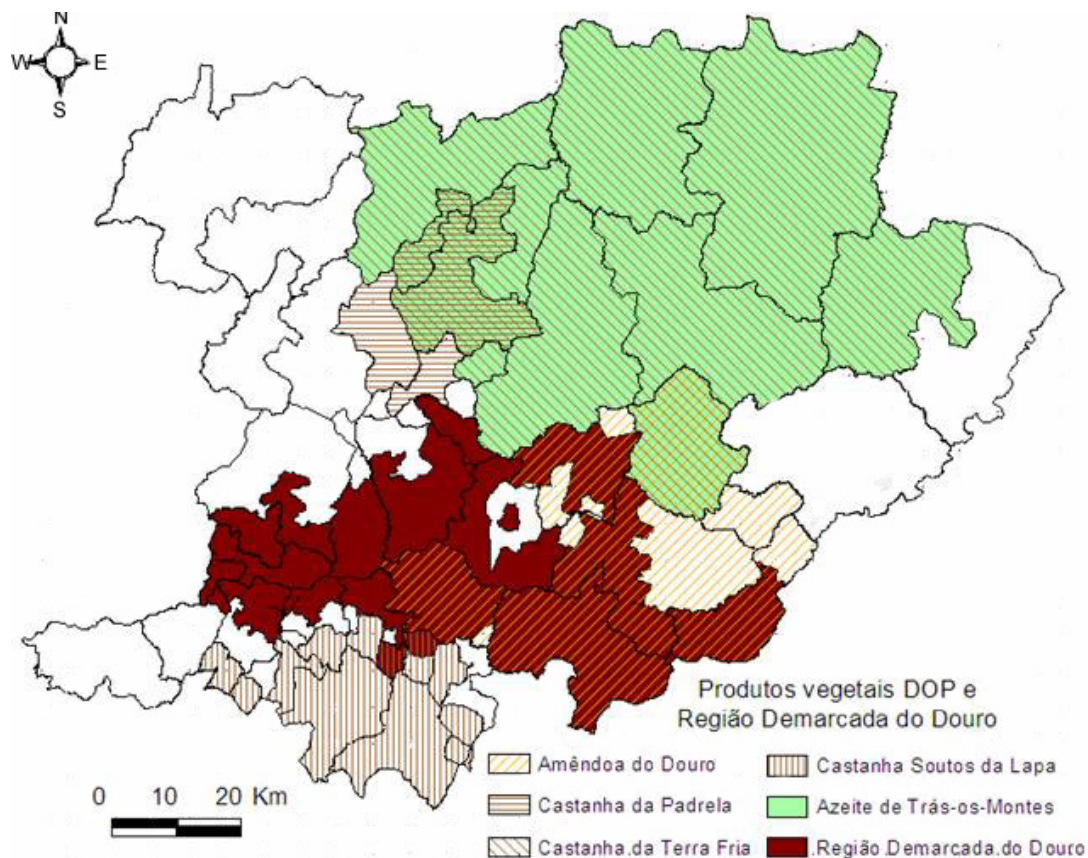 N
W E
S
Produtos vegetais DOP e
Região Demarcada do Douro
Amêndoa do Douro
Castanha Soutos da Lapa
Castanha da Padrela
Azeite de Trás-os-Montes
Castanha.da Terra Fria
.Região.Demarcada.do Douro
0 10 20 Km